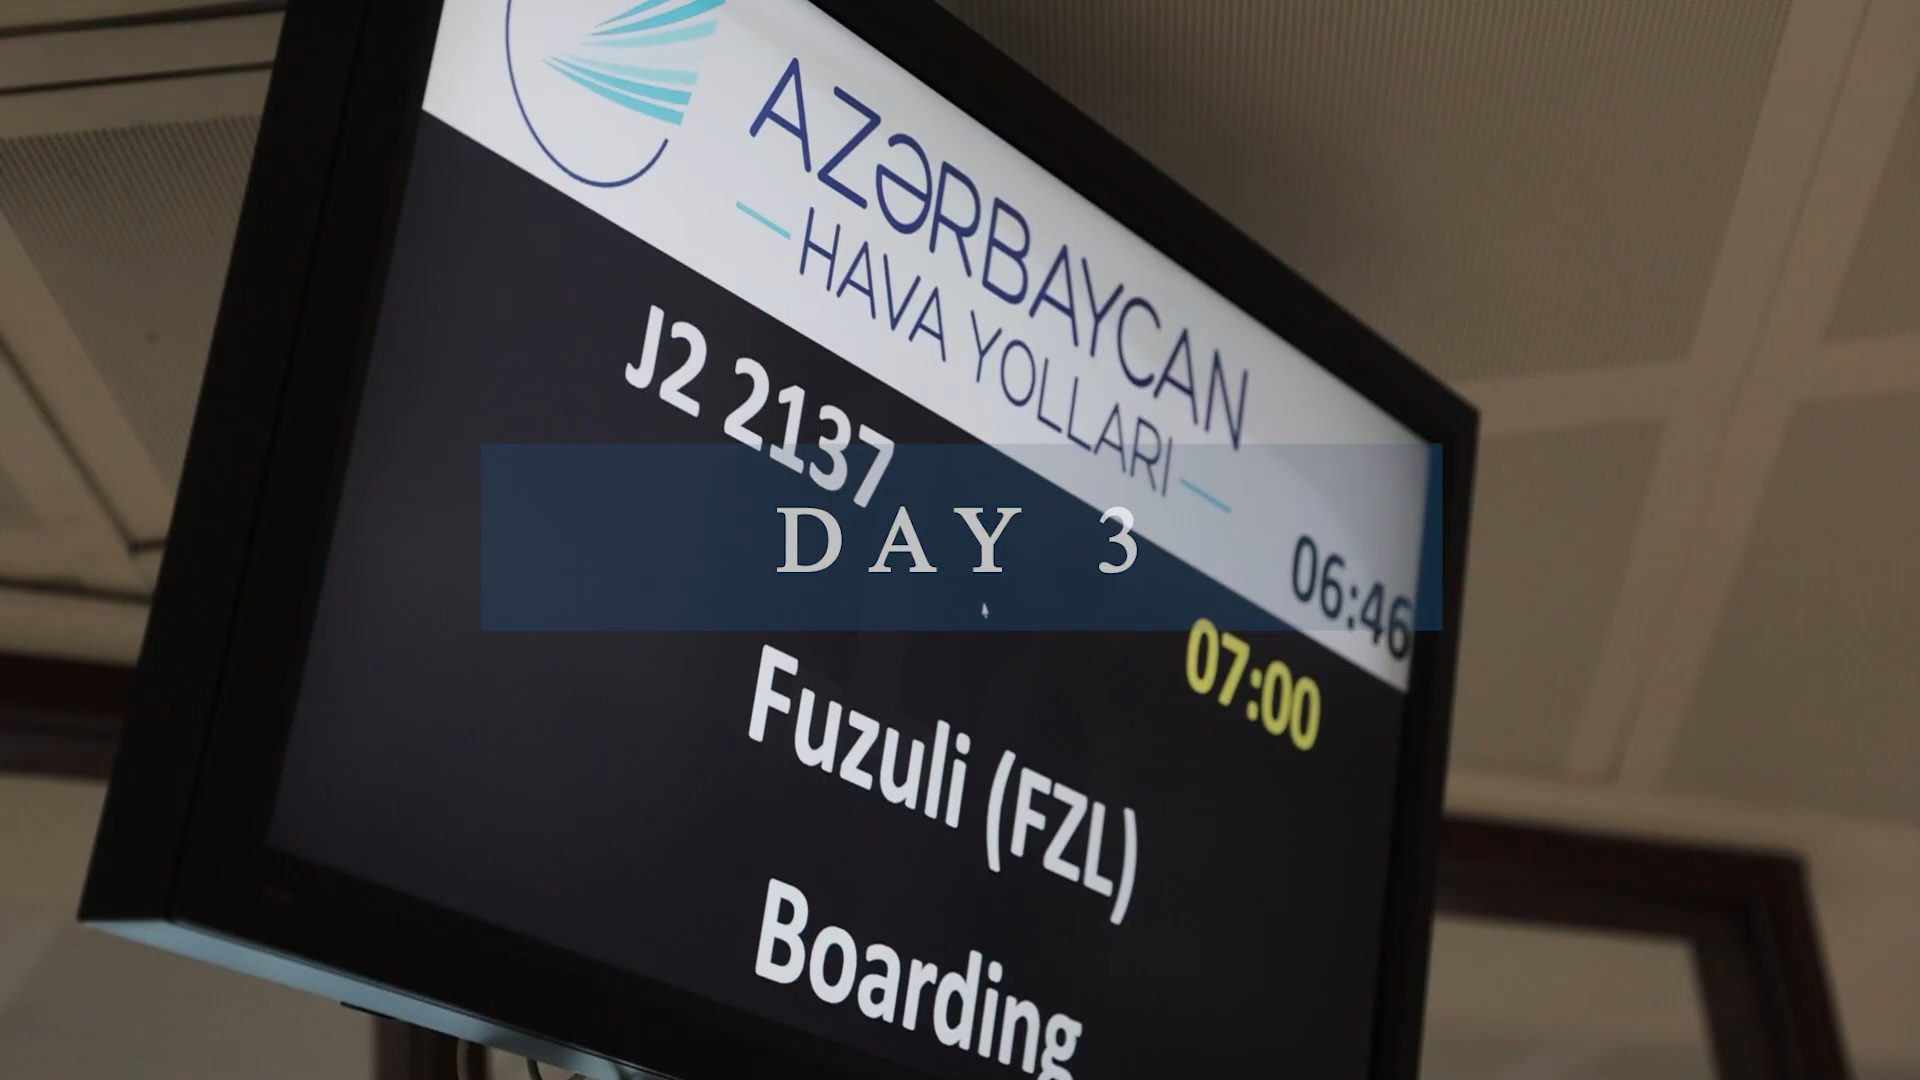 AZƏRBAYCAN
HAVA YOLLARI
06:46
J2 2137
07:00
DAY 3
Fuzuli (FZL)
Boarding